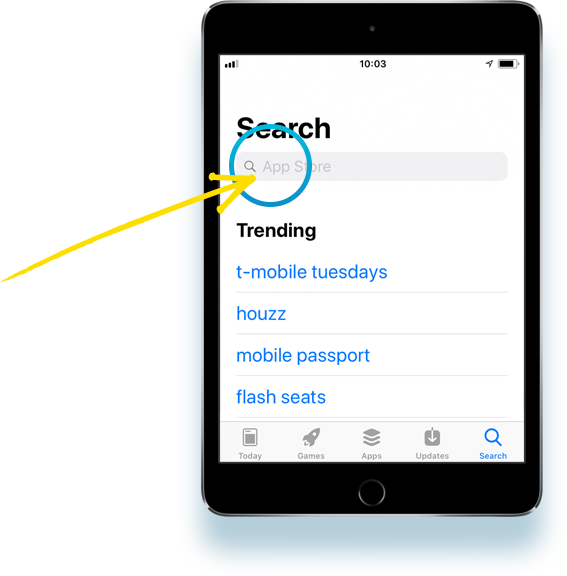 10:03
Search
App Store
Trending
t-mobile tuesdays
houzz
mobile passport
flash seats
Today Games Apps Updates Search